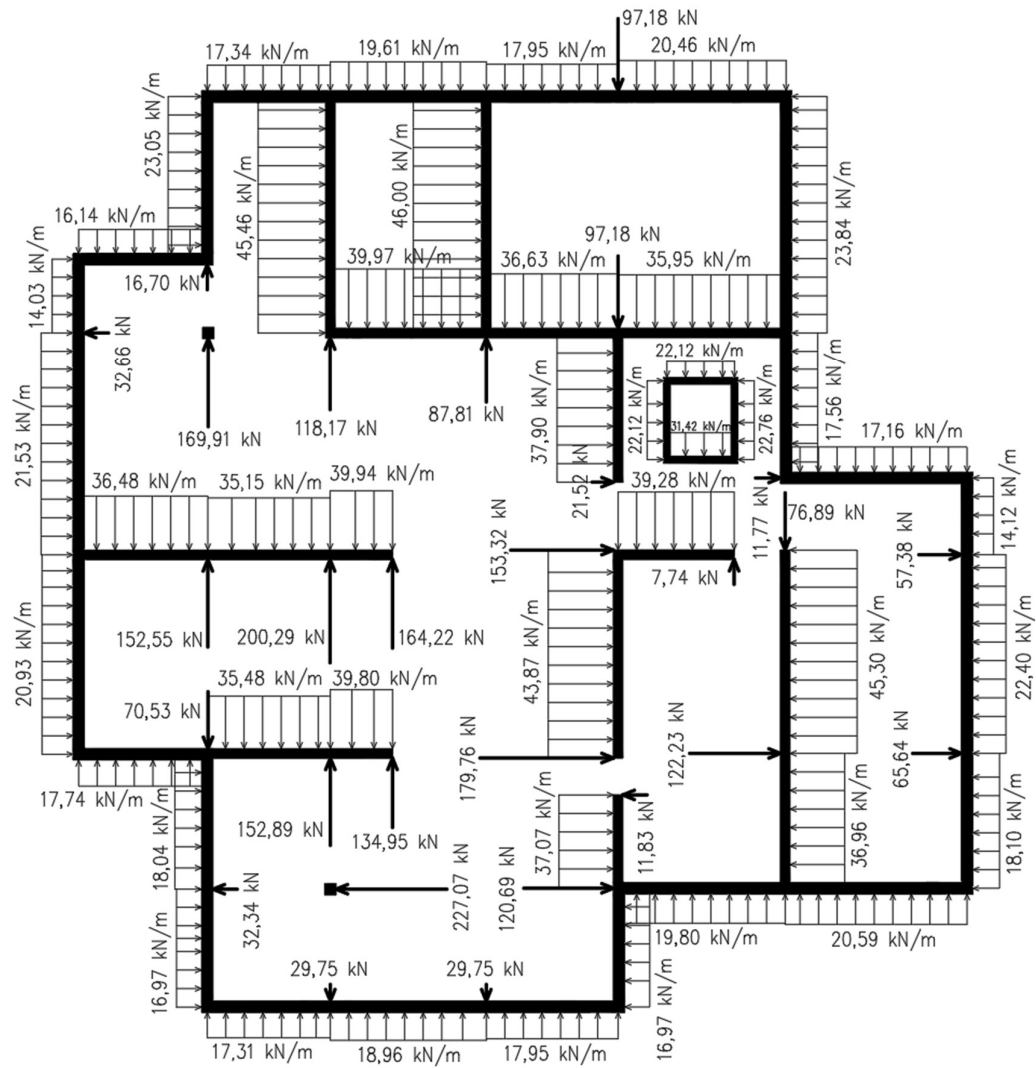 97,18 kN
17,34 kN/m
19,61 kN/m
17,95 kN/m
20,46 kN/m
23,05 kN/m
45,46 kN/m
46,00 kN/m
23,84 kN/m
16,14 kN/m
14,03 kN/m
16,70 kN
39,97 kN/m
36,63 kN/m
97,18 kN
35,95 kN/m
32,66 kN
169,91 kN
118,17 kN
87,81 kN
37,90 kN/m
22,12 kN/m
22,12 kN/m
31,42 kN/m
22,76 kN/m
17,56 kN/m
17,16 kN/m
21,53 kN/m
36,48 kN/m
35,15 kN/m
39,94 kN/m
21,52 kN
39,28 kN/m
11,77 kN
76,89 kN
14,12 kN/m
153,32 kN
7,74 kN
57,38 kN
152,55 kN
200,29 kN
164,22 kN
20,93 kN/m
43,87 kN/m
45,30 kN/m
22,40 kN/m
35,48 kN/m
39,80 kN/m
70,53 kN
179,76 kN
122,23 kN
65,64 kN
17,74 kN/m
18,04 kN/m
152,89 kN
134,95 kN
37,07 kN/m
11,83 kN
36,96 kN/m
18,10 kN/m
32,34 kN
227,07 kN
120,69 kN
16,97 kN/m
29,75 kN
29,75 kN
19,80 kN/m
20,59 kN/m
16,97 kN/m
17,31 kN/m
18,96 kN/m
17,95 kN/m